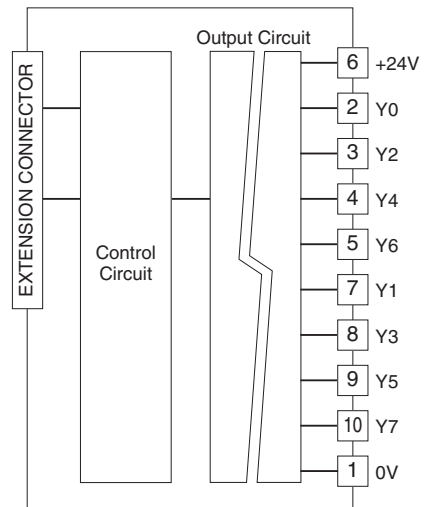 Output Circuit
EXTENSION CONNECTOR
Control
Circuit
6 +24V
2 Y0
3 Y2
4 Y4
5 Y6
7 Y1
8 Y3
9 Y5
10 Y7
1 0V